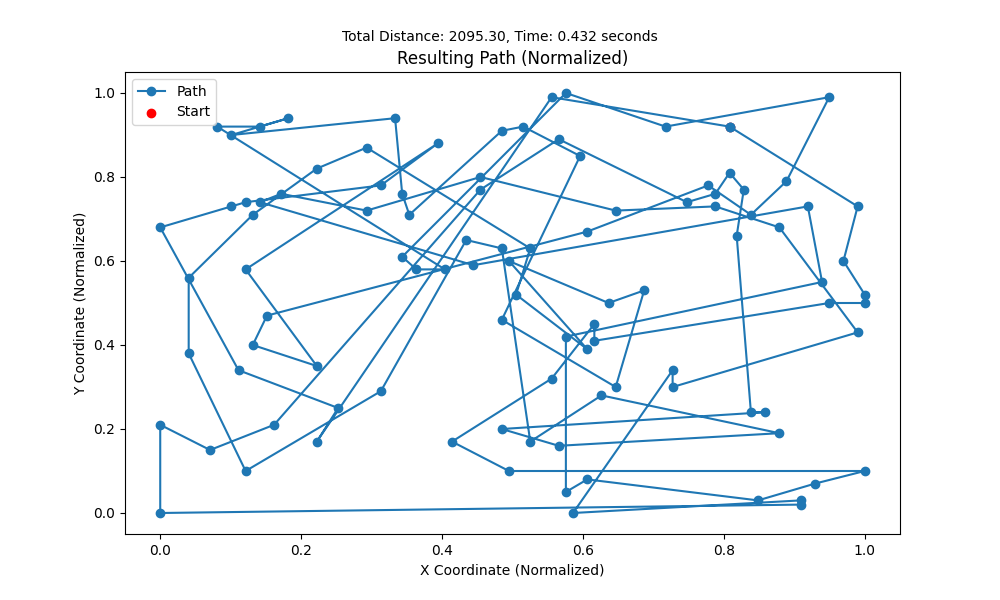 Total Distance: 2095.30, Time: 0.432 seconds
Resulting Path (Normalized)
Path
Start
Y Coordinate (Normalized)
1.0
0.8
0.6
0.4
0.2
0.0
0.0 0.2 0.4 0.6 0.8 1.0
X Coordinate (Normalized)